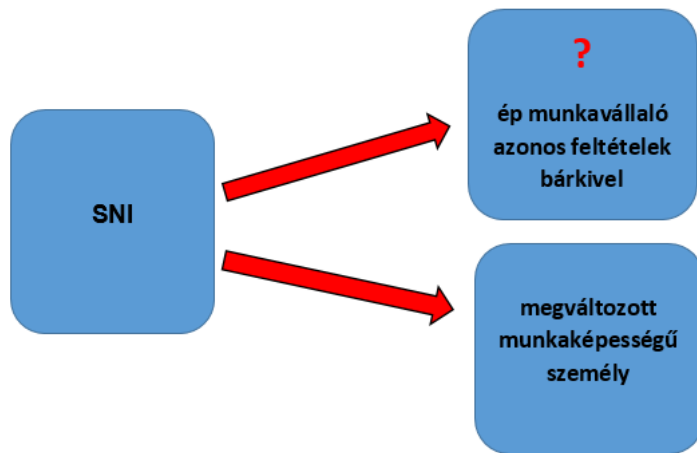 SNI
?
ép munkavállaló
azonos feltételek
bárkivel
megváltozott
munkaképességű
személy